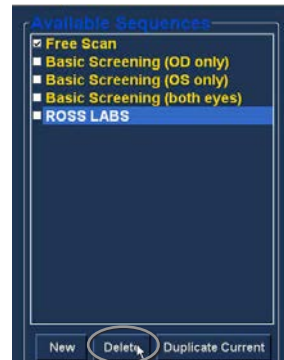 Available Sequences
Free Scan
Basic Screening (OD only)
Basic Screening (OS only)
Basic Screening (both eyes)
ROSS LABS
New Delete Duplicate Current